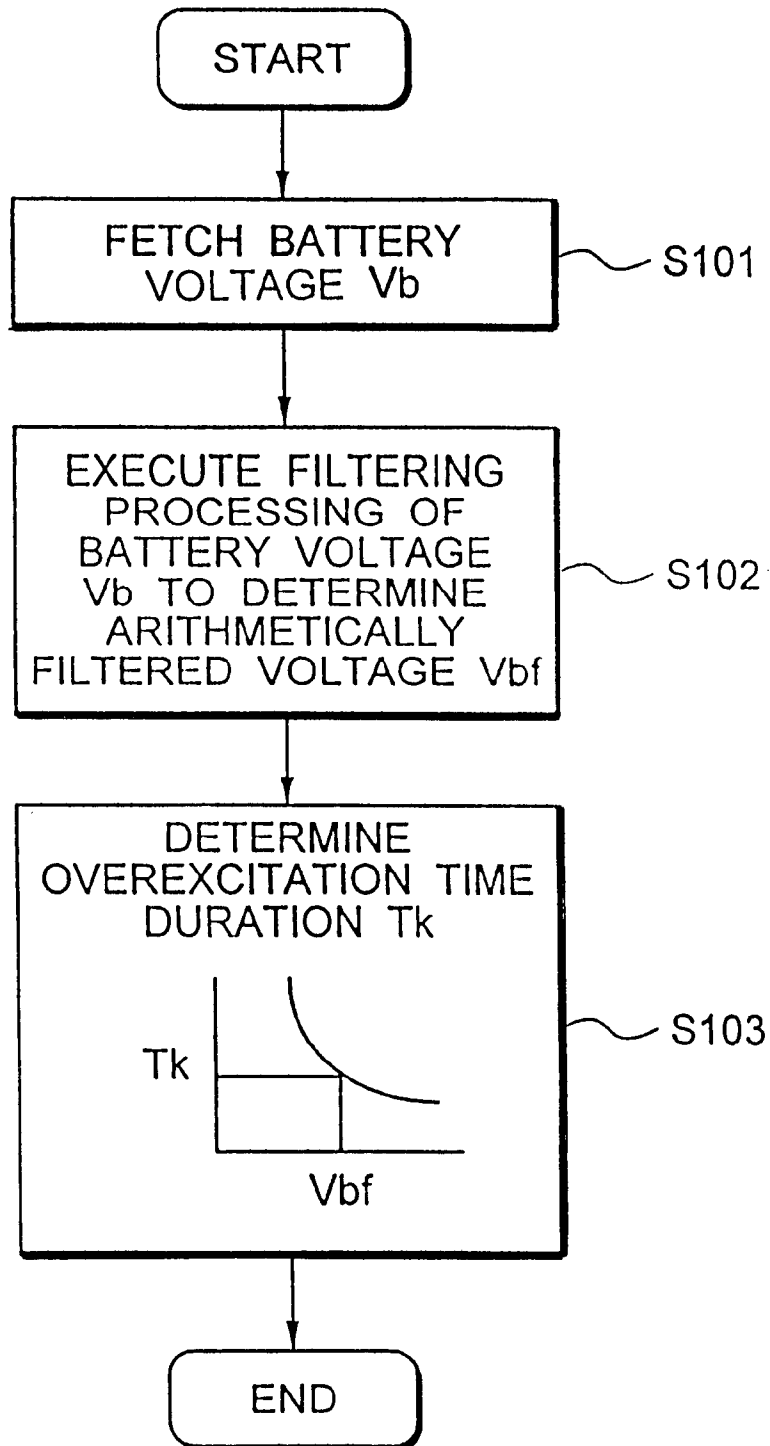 START
FETCH BATTERY
VOLTAGE Vb
S101
EXECUTE FILTERING
PROCESSING OF
BATTERY VOLTAGE
Vb TO DETERMINE
ARITHMETICALLY
FILTERED VOLTAGE Vbf
S102
DETERMINE
OVEREXCITATION TIME
DURATION Tk
Tk
Vbf
S103
END